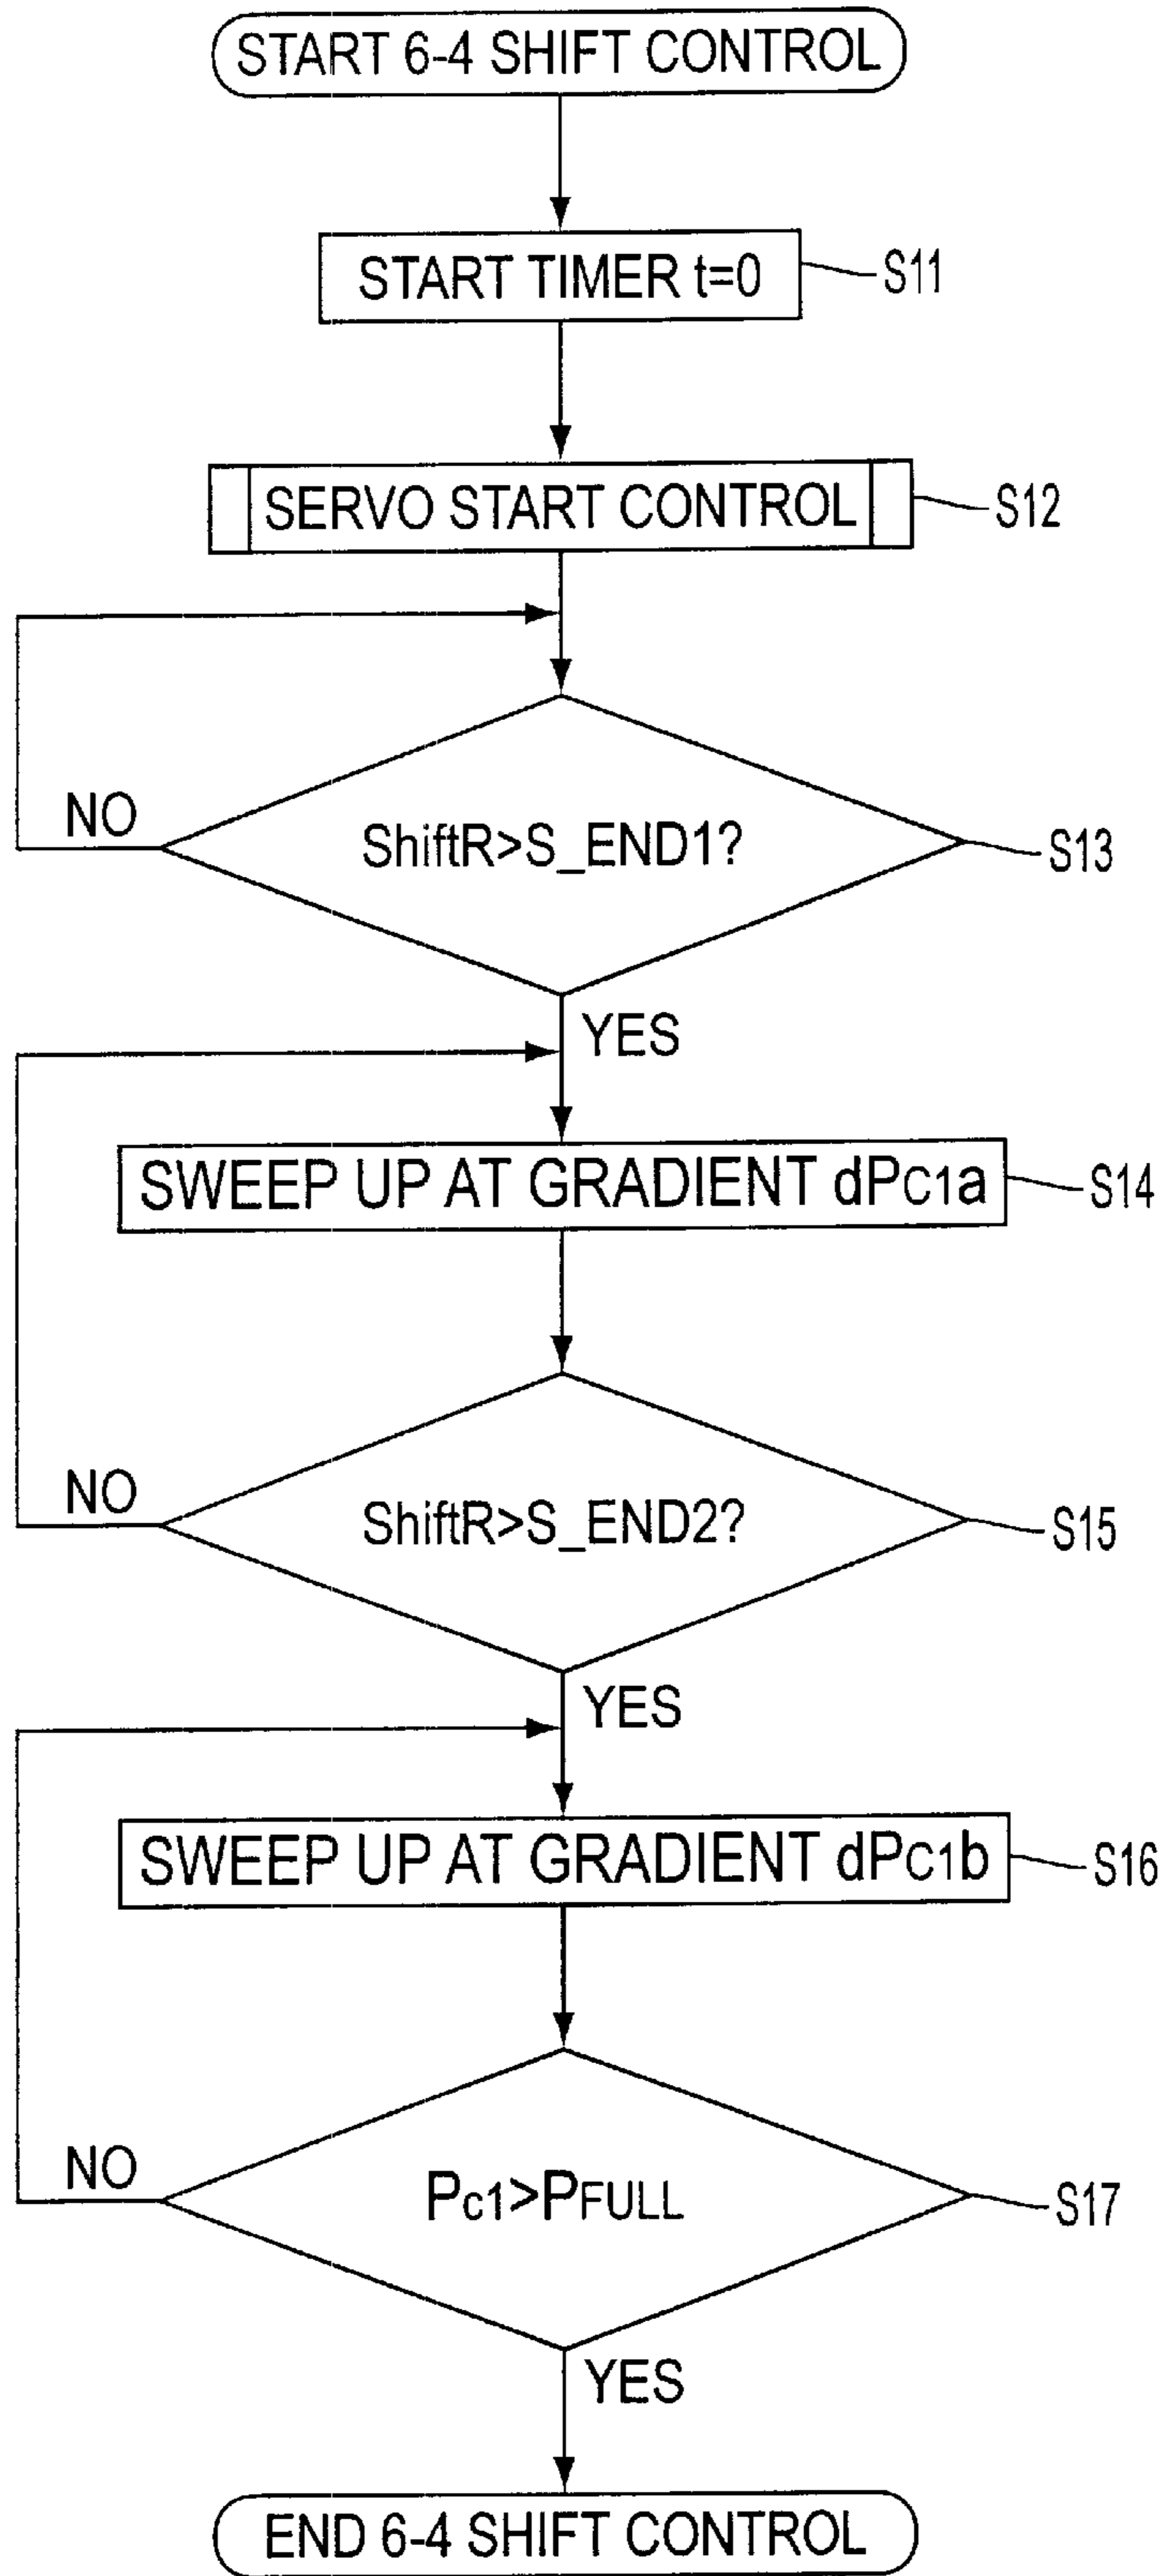 START 6-4 SHIFT CONTROL
START TIMER t=0
S11
SERVO START CONTROL
S12
NO
ShiftR>S_END1?
S13
YES
SWEEP UP AT GRADIENT dPC1a
S14
NO
ShiftR>S_END2?
S15
YES
SWEEP UP AT GRADIENT dPC1b
S16
NO
Pc1>PFULL
S17
YES
END 6-4 SHIFT CONTROL